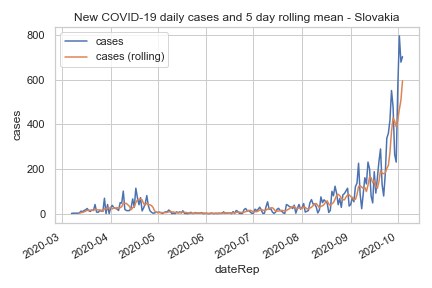 New COVID-19 daily cases and 5 day rolling mean - Slovakia
cases
cases (rolling)
800
600
400
200
0
cases
2020-03
2020-04
2020-05
2020-06
2020-07
2020-08
2020-09
2020-10
dateRep